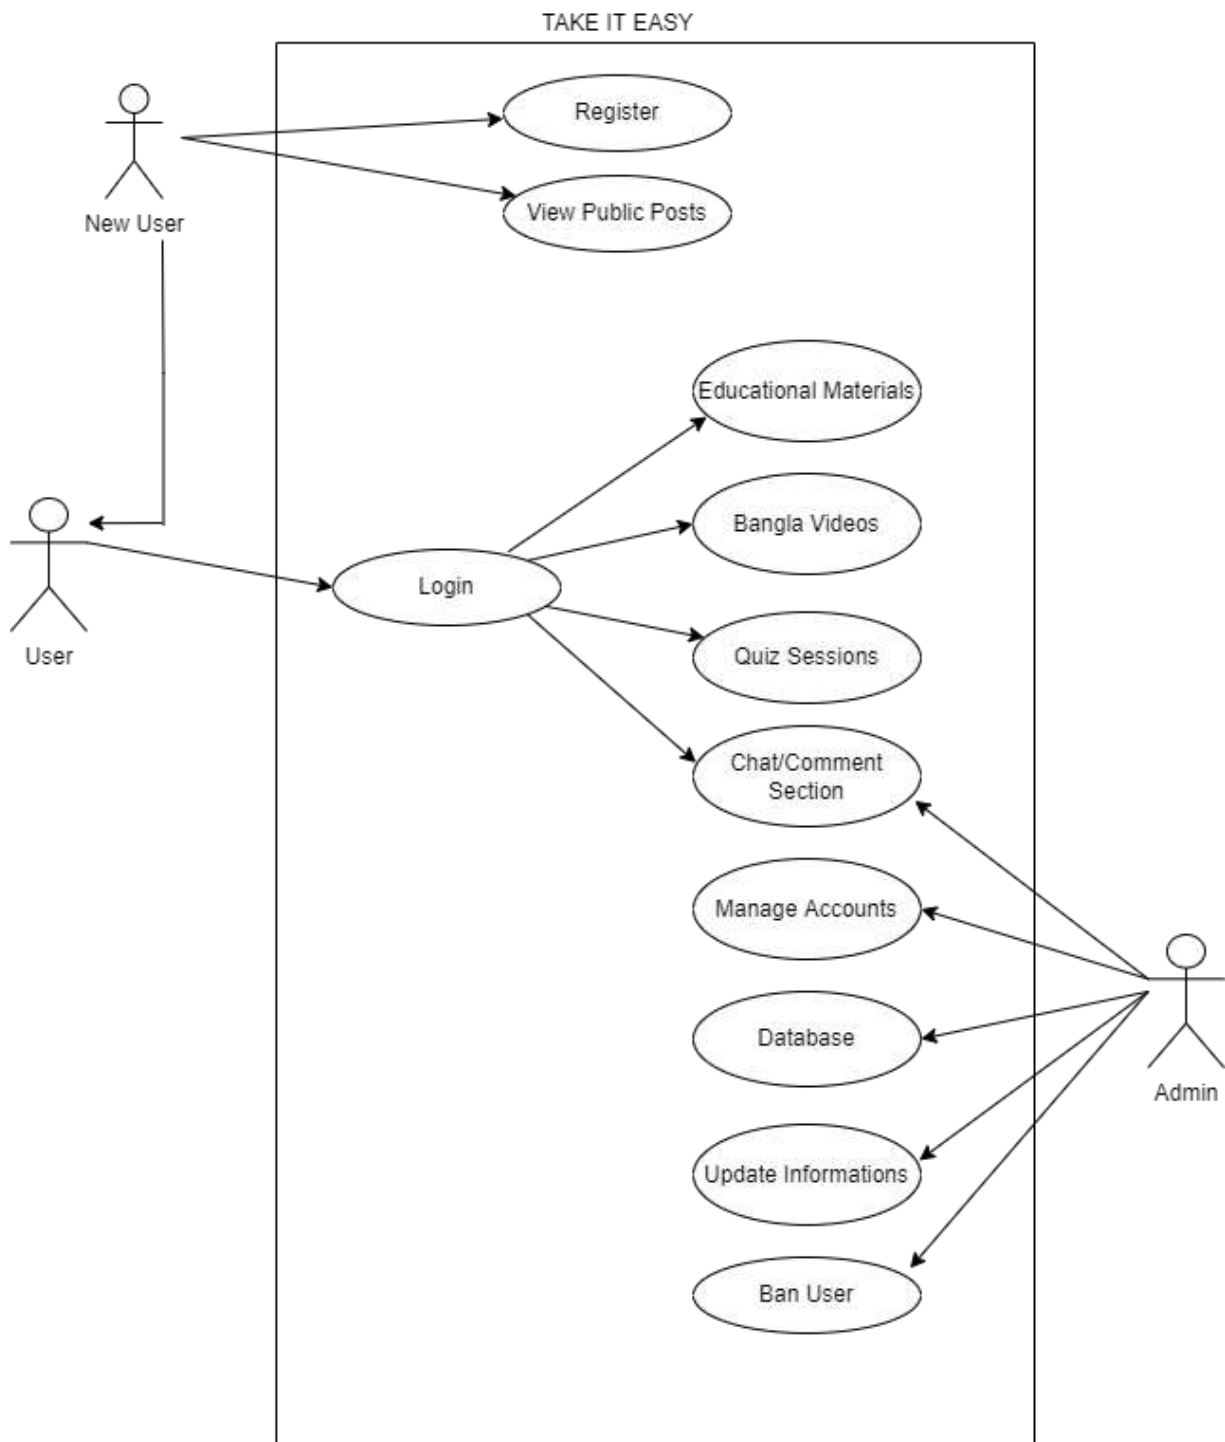 TAKE IT EASY
Register
View Public Posts
New User
Educational Materials
Bangla Videos
Login
User
Quiz Sessions
Chat/Comment
Section
Manage Accounts
Database
Admin
Update Informations
Ban User